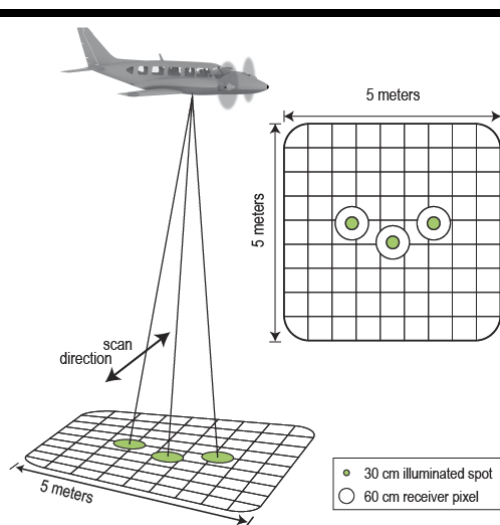 5 meters
5 meters
scan
direction
5 meters
30 cm illuminated spot
60 cm receiver pixel